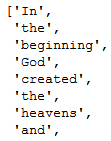 ['In',
'the',
'beginning',
'God',
'created',
'the',
'heavens',
'and',